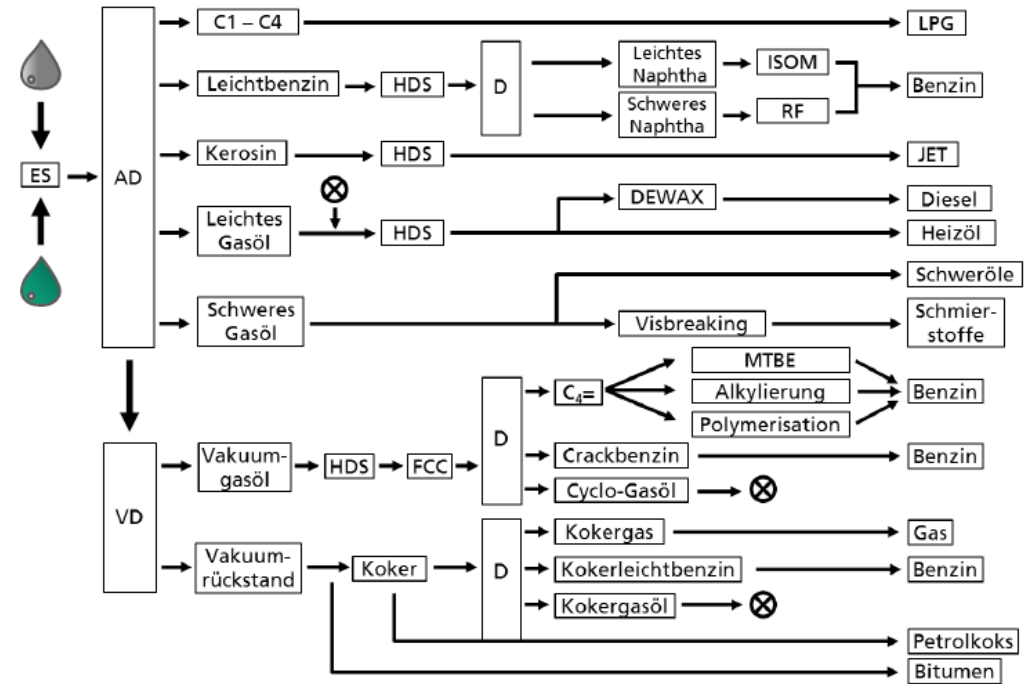 C1 – C4
LPG
Leichtbenzin
HDS
D
Leichtes
Naphtha
ISOM
Schweres
Naphtha
RF
Benzin
ES
AD
Kerosin
HDS
JET
Leichtes
Gasöl
HDS
DEWAX
Diesel
Heizöl
Schweres
Gasöl
Schweröle
Visbreaking
Schmier-
stoffe
VD
Vakuum-
gasöl
HDS
FCC
D
C₄=
MTBE
Alkylierung
Polymerisation
Benzin
Crackbenzin
Benzin
Cyclo-Gasöl
Vakuum-
rückstand
Koker
D
Kokergas
Gas
Kokerleichtbenzin
Benzin
Kokergasöl
Petrolkoks
Bitumen